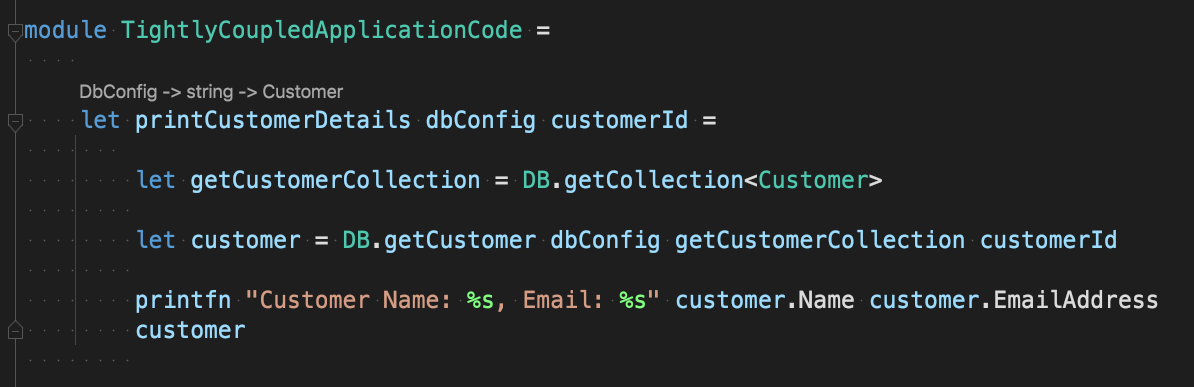 module TightlyCoupledApplicationCode =
DbConfig -> string -> Customer
let printCustomerDetails dbConfig customerId =
let getCustomerCollection = DB.getCollection<Customer>
let customer = DB.getCustomer dbConfig getCustomerCollection customerId
printfn "Customer Name: %s, Email: %s" customer.Name customer.EmailAddress
customer